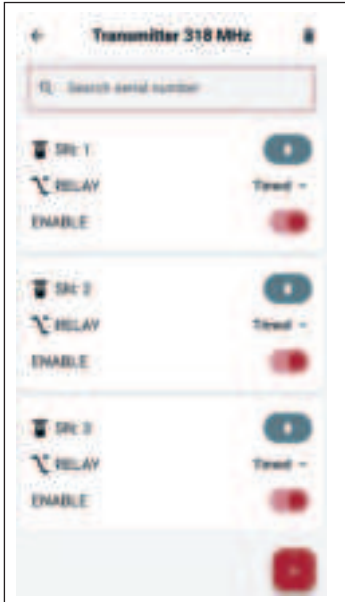 Transmitter 318 MHz
Search serial number
SN: 1
RELAY Timed
ENABLE
SN: 2
RELAY Timed
ENABLE
SN: 3
RELAY Timed
ENABLE